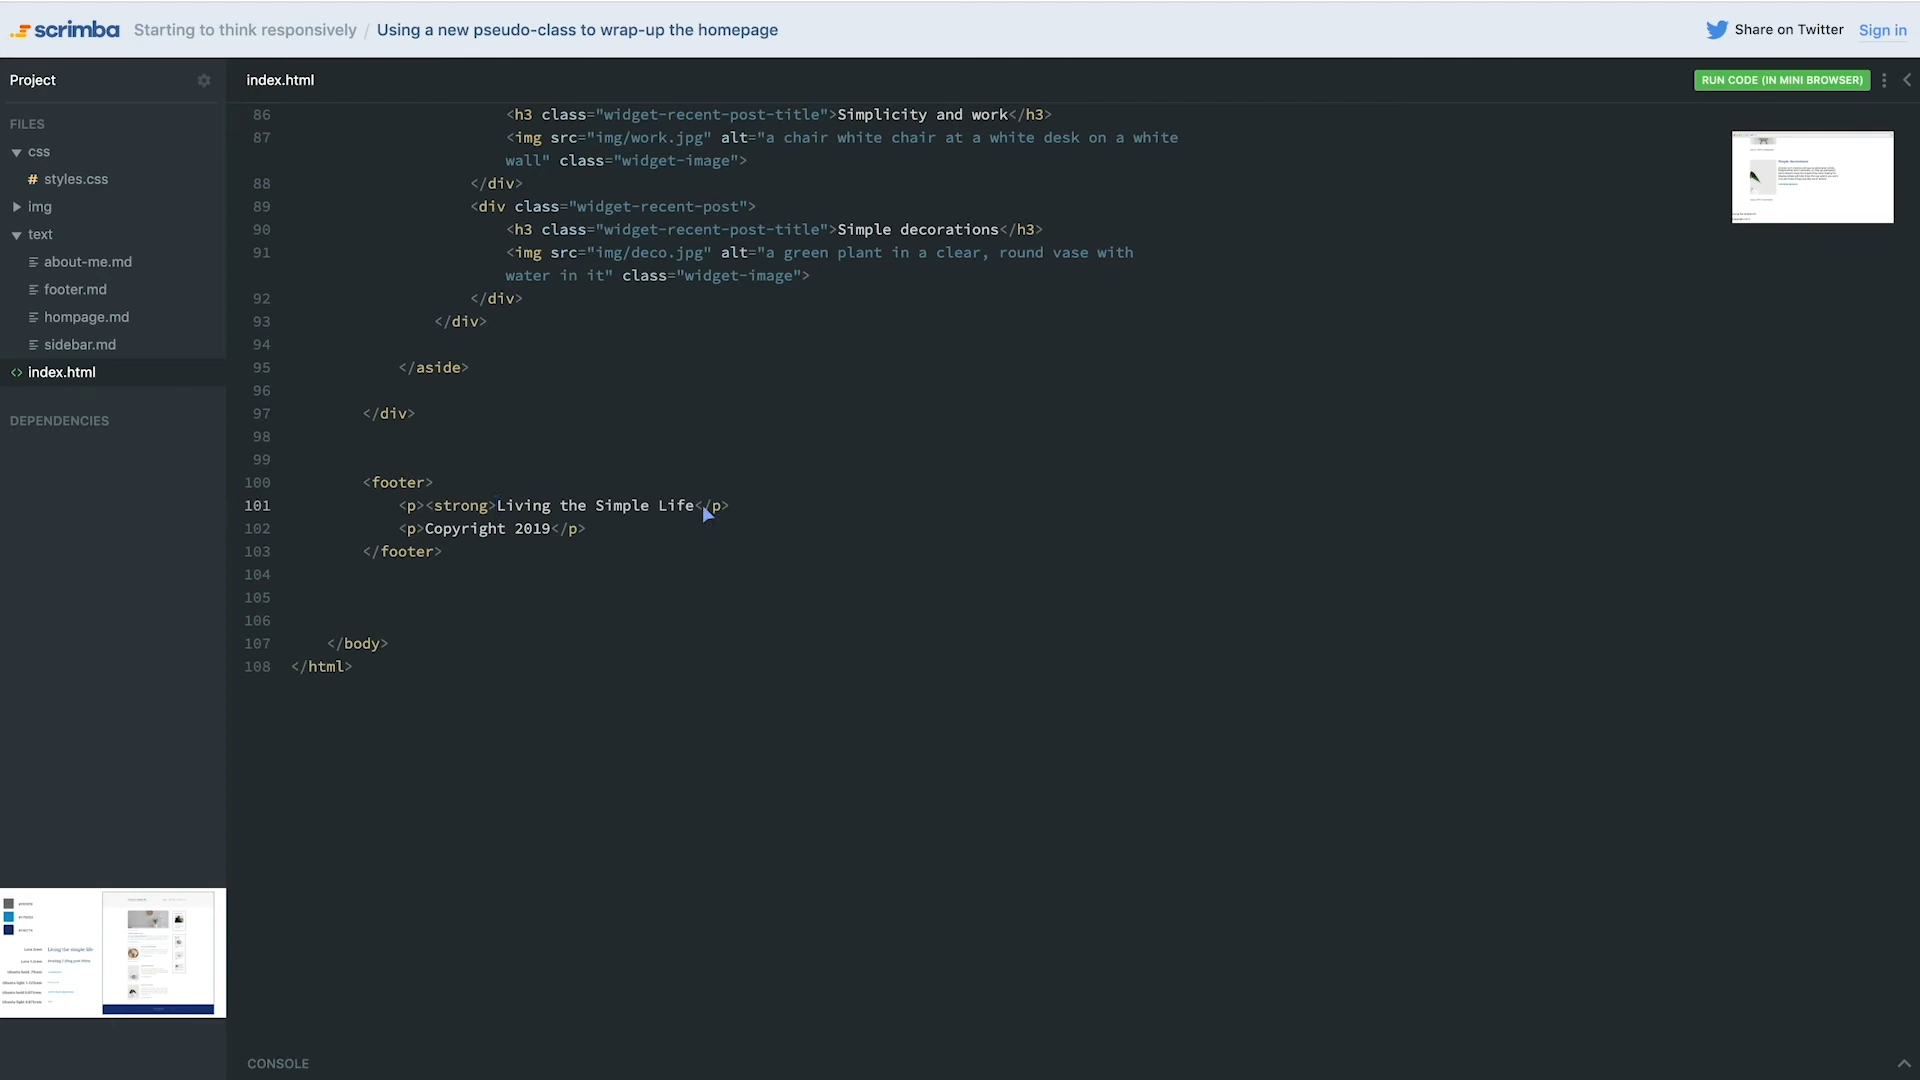 scrimba Starting to think responsively / Using a new pseudo-class to wrap-up the homepage Share on Twitter Sign in
Project index.html RUN CODE (IN MINI BROWSER)
FILES
css
# styles.css
img
text
about-me.md
footer.md
hompage.md
sidebar.md
<> index.html
DEPENDENCIES
86 <h3 class="widget-recent-post-title">Simplicity and work</h3>
87 <img src="img/work.jpg" alt="a chair white chair at a white desk on a white
wall" class="widget-image">
88 </div>
89 <div class="widget-recent-post">
90 <h3 class="widget-recent-post-title">Simple decorations</h3>
91 <img src="img/deco.jpg" alt="a green plant in a clear, round vase with
water in it" class="widget-image">
92 </div>
93 </div>
94
95 </aside>
96
97 </div>
98
99
100 <footer>
101 <p><strong>Living the Simple Life</p>
102 <p>Copyright 2019</p>
103 </footer>
104
105
106
107 </body>
108 </html>
Living the simple life
CONSOLE